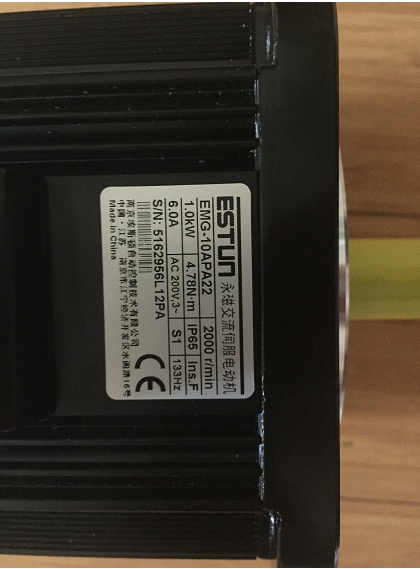 ESTUN 永磁交流伺服电动机
EMG-10APA22 2000 r/min
1.0kW 4.78N·m IP65 Ins.F
6.0A AC 200V,3~ S1 133Hz
S/N: 5162956L12PA
南京埃斯顿自动控制技术有限公司
中国·江苏 南京市江宁经济开发区水阁路16号
Made in China
CE